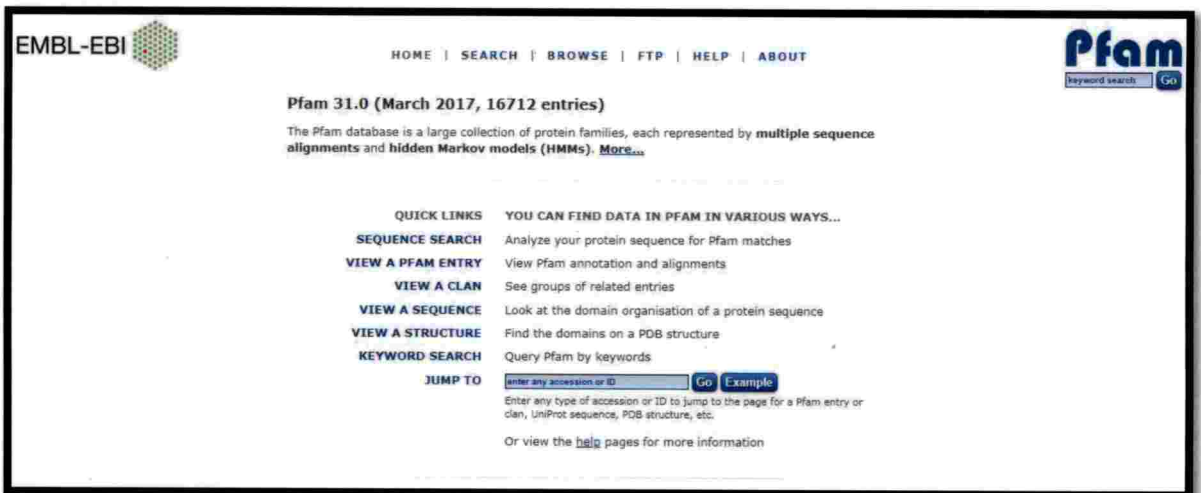 EMBL-EBI
HOME | SEARCH | BROWSE | FTP | HELP | ABOUT
Pfam
keyword search Go
Pfam 31.0 (March 2017, 16712 entries)
The Pfam database is a large collection of protein families, each represented by multiple sequence
alignments and hidden Markov models (HMMs). More...
QUICK LINKS YOU CAN FIND DATA IN PFAM IN VARIOUS WAYS...
SEQUENCE SEARCH Analyze your protein sequence for Pfam matches
VIEW A PFAM ENTRY View Pfam annotation and alignments
VIEW A CLAN See groups of related entries
VIEW A SEQUENCE Look at the domain organisation of a protein sequence
VIEW A STRUCTURE Find the domains on a PDB structure
KEYWORD SEARCH Query Pfam by keywords
JUMP TO enter any accession or ID Go Example
Enter any type of accession or ID to jump to the page for a Pfam entry or
clan, UniProt sequence, PDB structure, etc.
Or view the help pages for more information